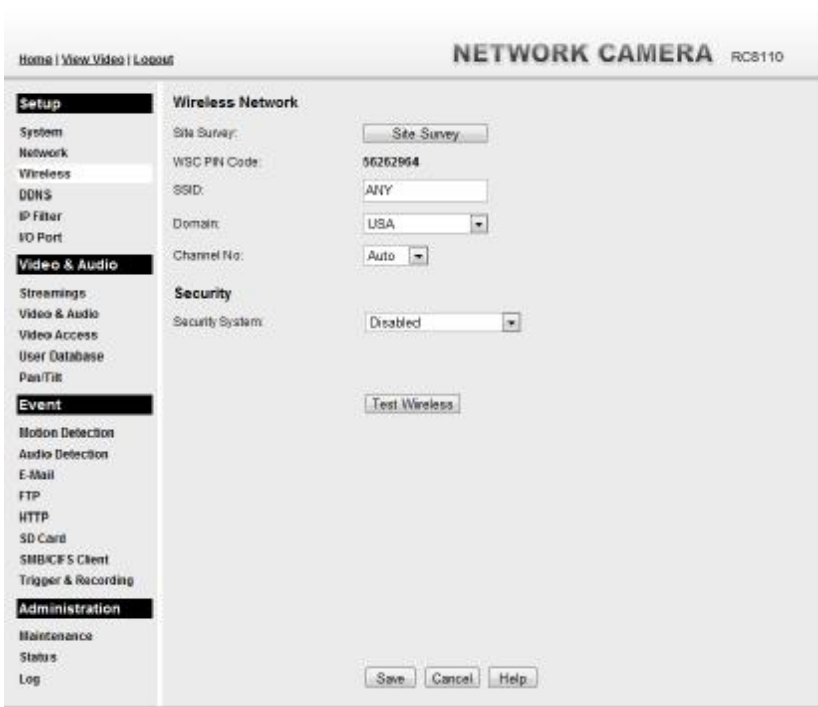 Home | View Video | Logout
NETWORK CAMERA RC8110
Setup
System
Network
Wireless
DDNS
IP Filter
I/O Port
Video & Audio
Streamings
Video & Audio
Video Access
User Database
Pan/Tilt
Event
Motion Detection
Audio Detection
E-Mail
FTP
HTTP
SD Card
SMB/CIFS Client
Trigger & Recording
Administration
Maintenance
Status
Log
Wireless Network
Site Survey: Site Survey
WSC PIN Code: 56262964
SSID: ANY
Domain: USA
Channel No: Auto
Security
Security System: Disabled
Test Wireless
Save Cancel Help